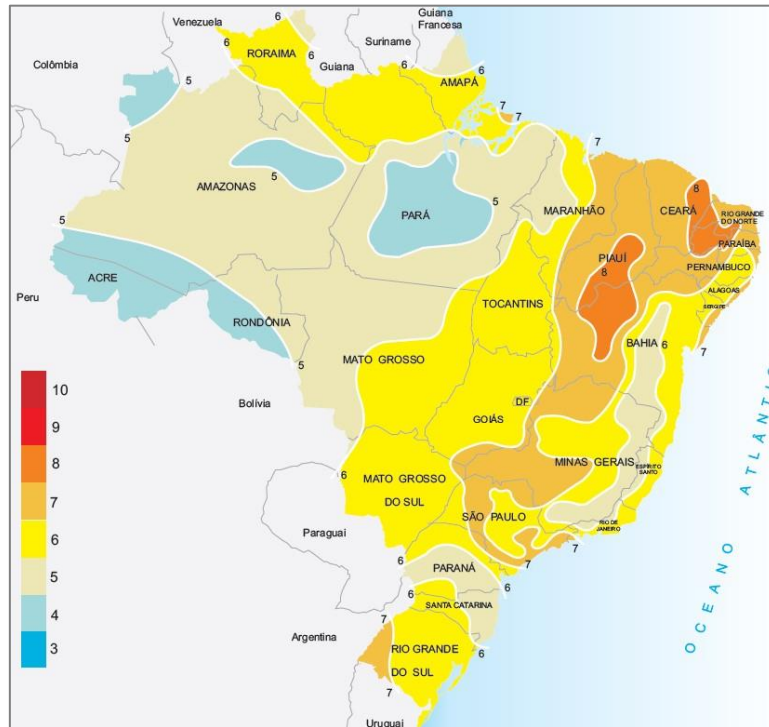 Guiana
Francesa
Venezuela
6
Suriname
6
RORAIMA
6
Guiana
6
6
Colômbia
AMAPÁ
5
7
7
5
7
5
AMAZONAS
PARÁ
5
MARANHÃO
CEARÁ
8
RIO GRANDE
DO NORTE
PARAÍBA
5
PIAUÍ
8
PERNAMBUCO
ALAGOAS
SERGIPE
ACRE
Peru
TOCANTINS
RONDÔNIA
BAHIA
6
7
MATO GROSSO
5
10
9
8
7
6
5
4
3
Bolívia
DF
GOIÁS
MINAS GERAIS
ESPÍRITO
SANTO
6
MATO GROSSO
DO SUL
SÃO PAULO
RIO DE
JANEIRO
Paraguai
7
7
6
PARANÁ
6
6
SANTA CATARINA
7
Argentina
RIO GRANDE
DO SUL
6
7
Uruguai
OCEANO ATLÂNTICO